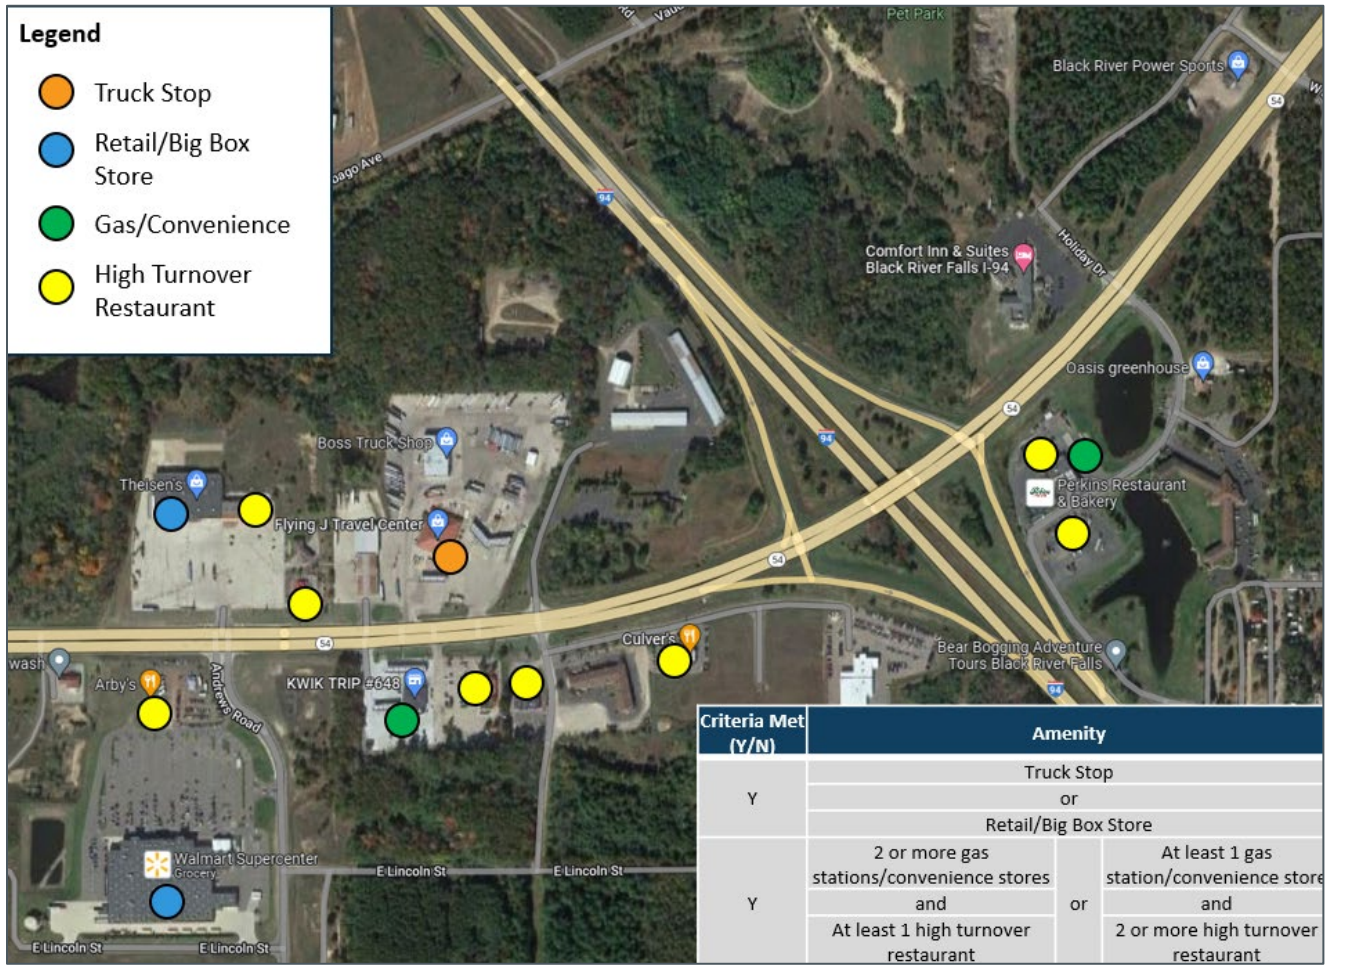 Legend
Truck Stop
Retail/Big Box
Store
Gas/Convenience
High Turnover
Restaurant
Pet Park
Rd
bago Ave
Black River Power Sports
54
94
Comfort Inn & Suites
Black River Falls I-94
Holiday Dr
Oasis greenhouse
54
94
Boss Truck Shop
Theisen's
Flying J Travel Center
Perkins Restaurant
& Bakery
54
54
Culver's
wash
Arby's
Andrews Road
KWIK TRIP #648
Bear Bogging Adventure
Tours Black River Falls
94
Walmart Supercenter
Grocery
E Lincoln St
E Lincoln St
E Lincoln St
E Lincoln St
Criteria Met
(Y/N)
Amenity
Y
Truck Stop
or
Retail/Big Box Store
Y
2 or more gas
stations/convenience stores
and
At least 1 high turnover
restaurant
or
At least 1 gas
station/convenience store
and
2 or more high turnover
restaurant